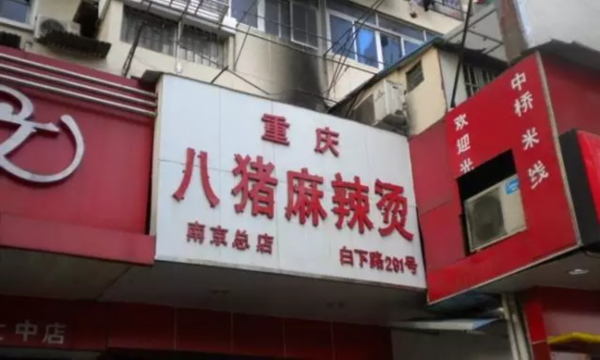 重庆
八猪麻辣烫
南京总店
白下路291号
中桥米线
欢迎光
中店